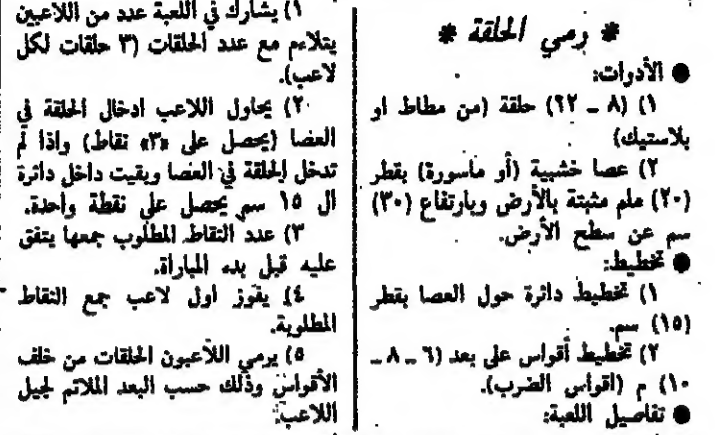 * رمي الحلقة *
● الأدوات:
١) (٨ ـ ٢٢) حلقة (من مطاط او
بلاستيك)
٢) عصا خشبية (أو ماسورة) بقطر
(٢٠) ملم مثبتة بالأرض وبارتفاع (٣٠)
سم عن سطح الأرض.
● تخطيط:
١) تخطيط دائرة حول العصا بقطر
(١٥) سم.
٢) تخطيط أقواس على بعد (٦ ـ ٨ ـ
١٠) م (اقواس الضرب).
● تفاصيل اللعبة:
١) يشارك في اللعبة عدد من اللاعبين
يتلاءم مع عدد الحلقات (٣ حلقات لكل
لاعب).
٢) يحاول اللاعب ادخال الحلقة في
العصا (يحصل على «٣» نقاط) واذا لم
تدخل الحلقة في العصا وبقيت داخل دائرة
ال ١٥ سم يحصل على نقطة واحدة.
٣) عدد النقاط المطلوب جمعها يتفق
عليه قبل بدء المباراة.
٤) يفوز اول لاعب جمع النقاط
المطلوبة.
٥) يرمي اللاعبون الحلقات من خلف
الأقواس وذلك حسب البعد الملائم لجيل
اللاعب: